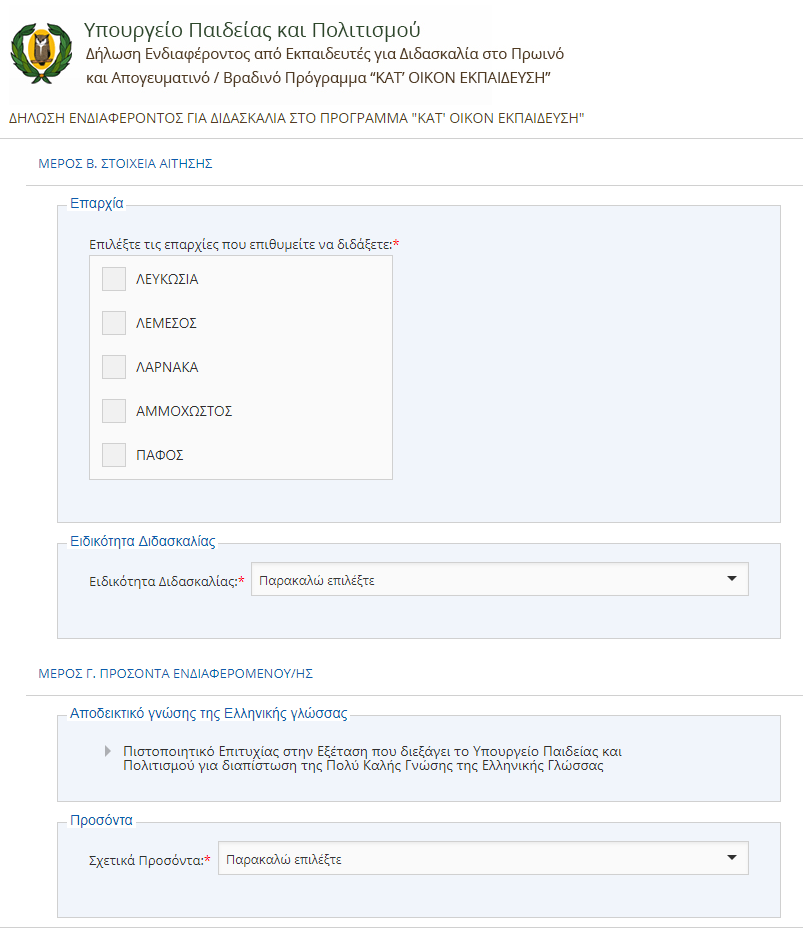 Υπουργείο Παιδείας και Πολιτισμού
Δήλωση Ενδιαφέροντος από Εκπαιδευτές για Διδασκαλία στο Πρωινό
και Απογευματινό / Βραδινό Πρόγραμμα “ΚΑΤ’ ΟΙΚΟΝ ΕΚΠΑΙΔΕΥΣΗ”
ΔΗΛΩΣΗ ΕΝΔΙΑΦΕΡΟΝΤΟΣ ΓΙΑ ΔΙΔΑΣΚΑΛΙΑ ΣΤΟ ΠΡΟΓΡΑΜΜΑ "ΚΑΤ' ΟΙΚΟΝ ΕΚΠΑΙΔΕΥΣΗ"
ΜΕΡΟΣ Β. ΣΤΟΙΧΕΙΑ ΑΙΤΗΣΗΣ
Επαρχία
Επιλέξτε τις επαρχίες που επιθυμείτε να διδάξετε:*
ΛΕΥΚΩΣΙΑ
ΛΕΜΕΣΟΣ
ΛΑΡΝΑΚΑ
ΑΜΜΟΧΩΣΤΟΣ
ΠΑΦΟΣ
Ειδικότητα Διδασκαλίας
Ειδικότητα Διδασκαλίας:* Παρακαλώ επιλέξτε
ΜΕΡΟΣ Γ. ΠΡΟΣΟΝΤΑ ΕΝΔΙΑΦΕΡΟΜΕΝΟΥ/ΗΣ
Αποδεικτικό γνώσης της Ελληνικής γλώσσας
Πιστοποιητικό Επιτυχίας στην Εξέταση που διεξάγει το Υπουργείο Παιδείας και
Πολιτισμού για διαπίστωση της Πολύ Καλής Γνώσης της Ελληνικής Γλώσσας
Προσόντα
Σχετικά Προσόντα:* Παρακαλώ επιλέξτε